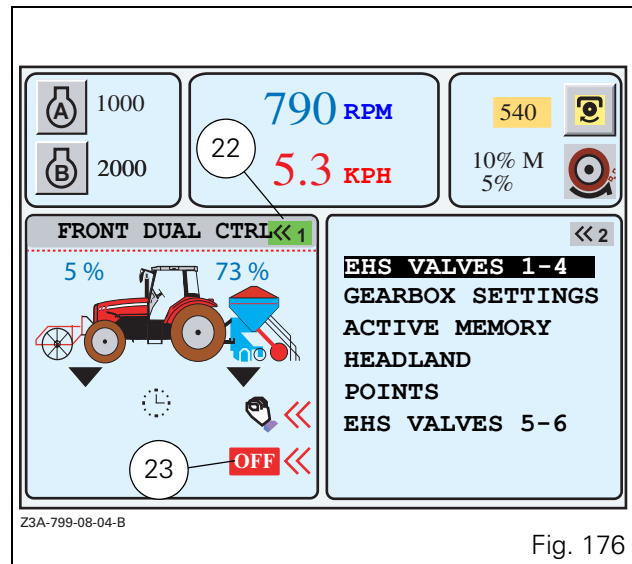 A
1000
B
2000
790 RPM
5.3 KPH
540
10% M
5%
22
FRONT DUAL CTRL
1
5 %
73 %
OFF
23
2
EHS VALVES 1-4
GEARBOX SETTINGS
ACTIVE MEMORY
HEADLAND
POINTS
EHS VALVES 5-6
Z3A-799-08-04-B
Fig. 176